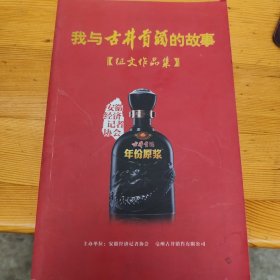 我与古井贡酒的故事
【征文作品集】
安徽
经济
记者
协会
古井贡酒
年份原浆
主办单位：安徽经济记者协会 亳州古井销售有限公司